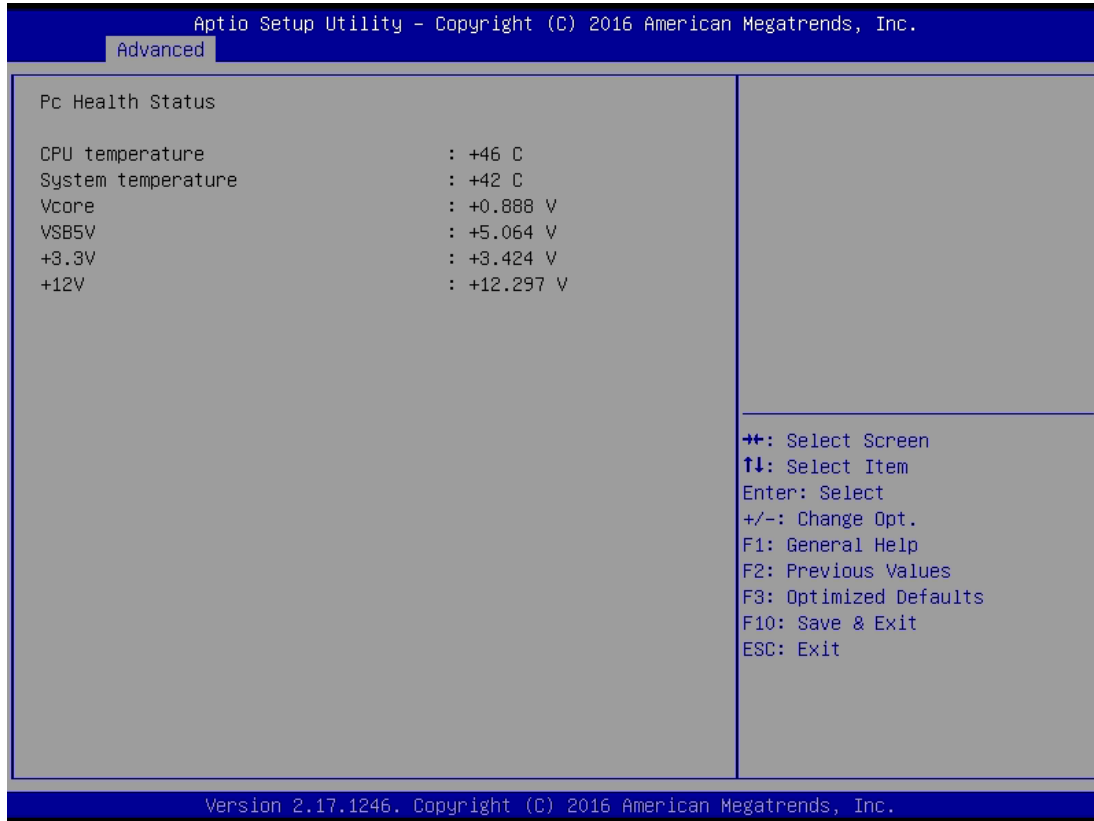 Aptio Setup Utility – Copyright (C) 2016 American Megatrends, Inc.
Advanced
Pc Health Status
CPU temperature : +46 C
System temperature : +42 C
Vcore : +0.888 V
VSB5V : +5.064 V
+3.3V : +3.424 V
+12V : +12.297 V
→←: Select Screen
↑↓: Select Item
Enter: Select
+/-: Change Opt.
F1: General Help
F2: Previous Values
F3: Optimized Defaults
F10: Save & Exit
ESC: Exit
Version 2.17.1246. Copyright (C) 2016 American Megatrends, Inc.